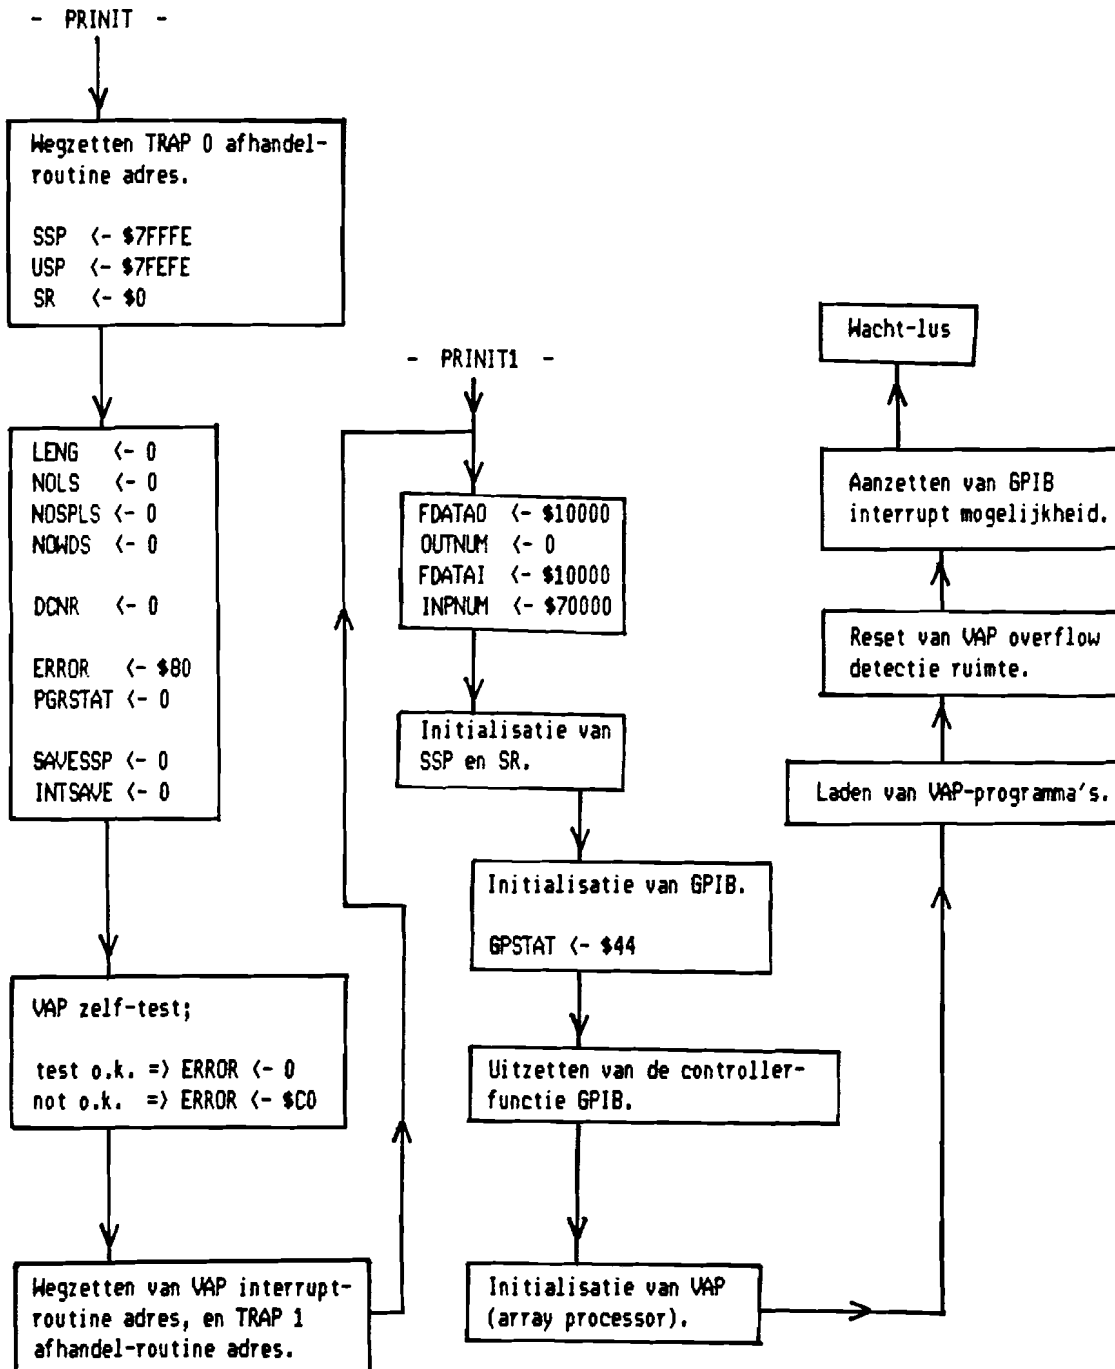 - PRINIT -
Wegzetten TRAP 0 afhandel-
routine adres.
SSP <- $7FFFE
USP <- $7FEFE
SR <- $0
LENG <- 0
NOLS <- 0
NOSPLS <- 0
NOWDS <- 0
DCNR <- 0
ERROR <- $80
PGRSTAT <- 0
SAVESSP <- 0
INTSAVE <- 0
VAP zelf-test;
test o.k. => ERROR <- 0
not o.k. => ERROR <- $C0
Wegzetten van VAP interrupt-
routine adres, en TRAP 1
afhandel-routine adres.
- PRINIT1 -
FDATAO <- $10000
OUTNUM <- 0
FDATAI <- $10000
INPNUM <- $70000
Initialisatie van
SSP en SR.
Initialisatie van GPIB.
GPSTAT <- $44
Uitzetten van de controller-
functie GPIB.
Initialisatie van VAP
(array processor).
Laden van VAP-programma's.
Reset van VAP overflow
detectie ruimte.
Aanzetten van GPIB
interrupt mogelijkheid.
Wacht-lus